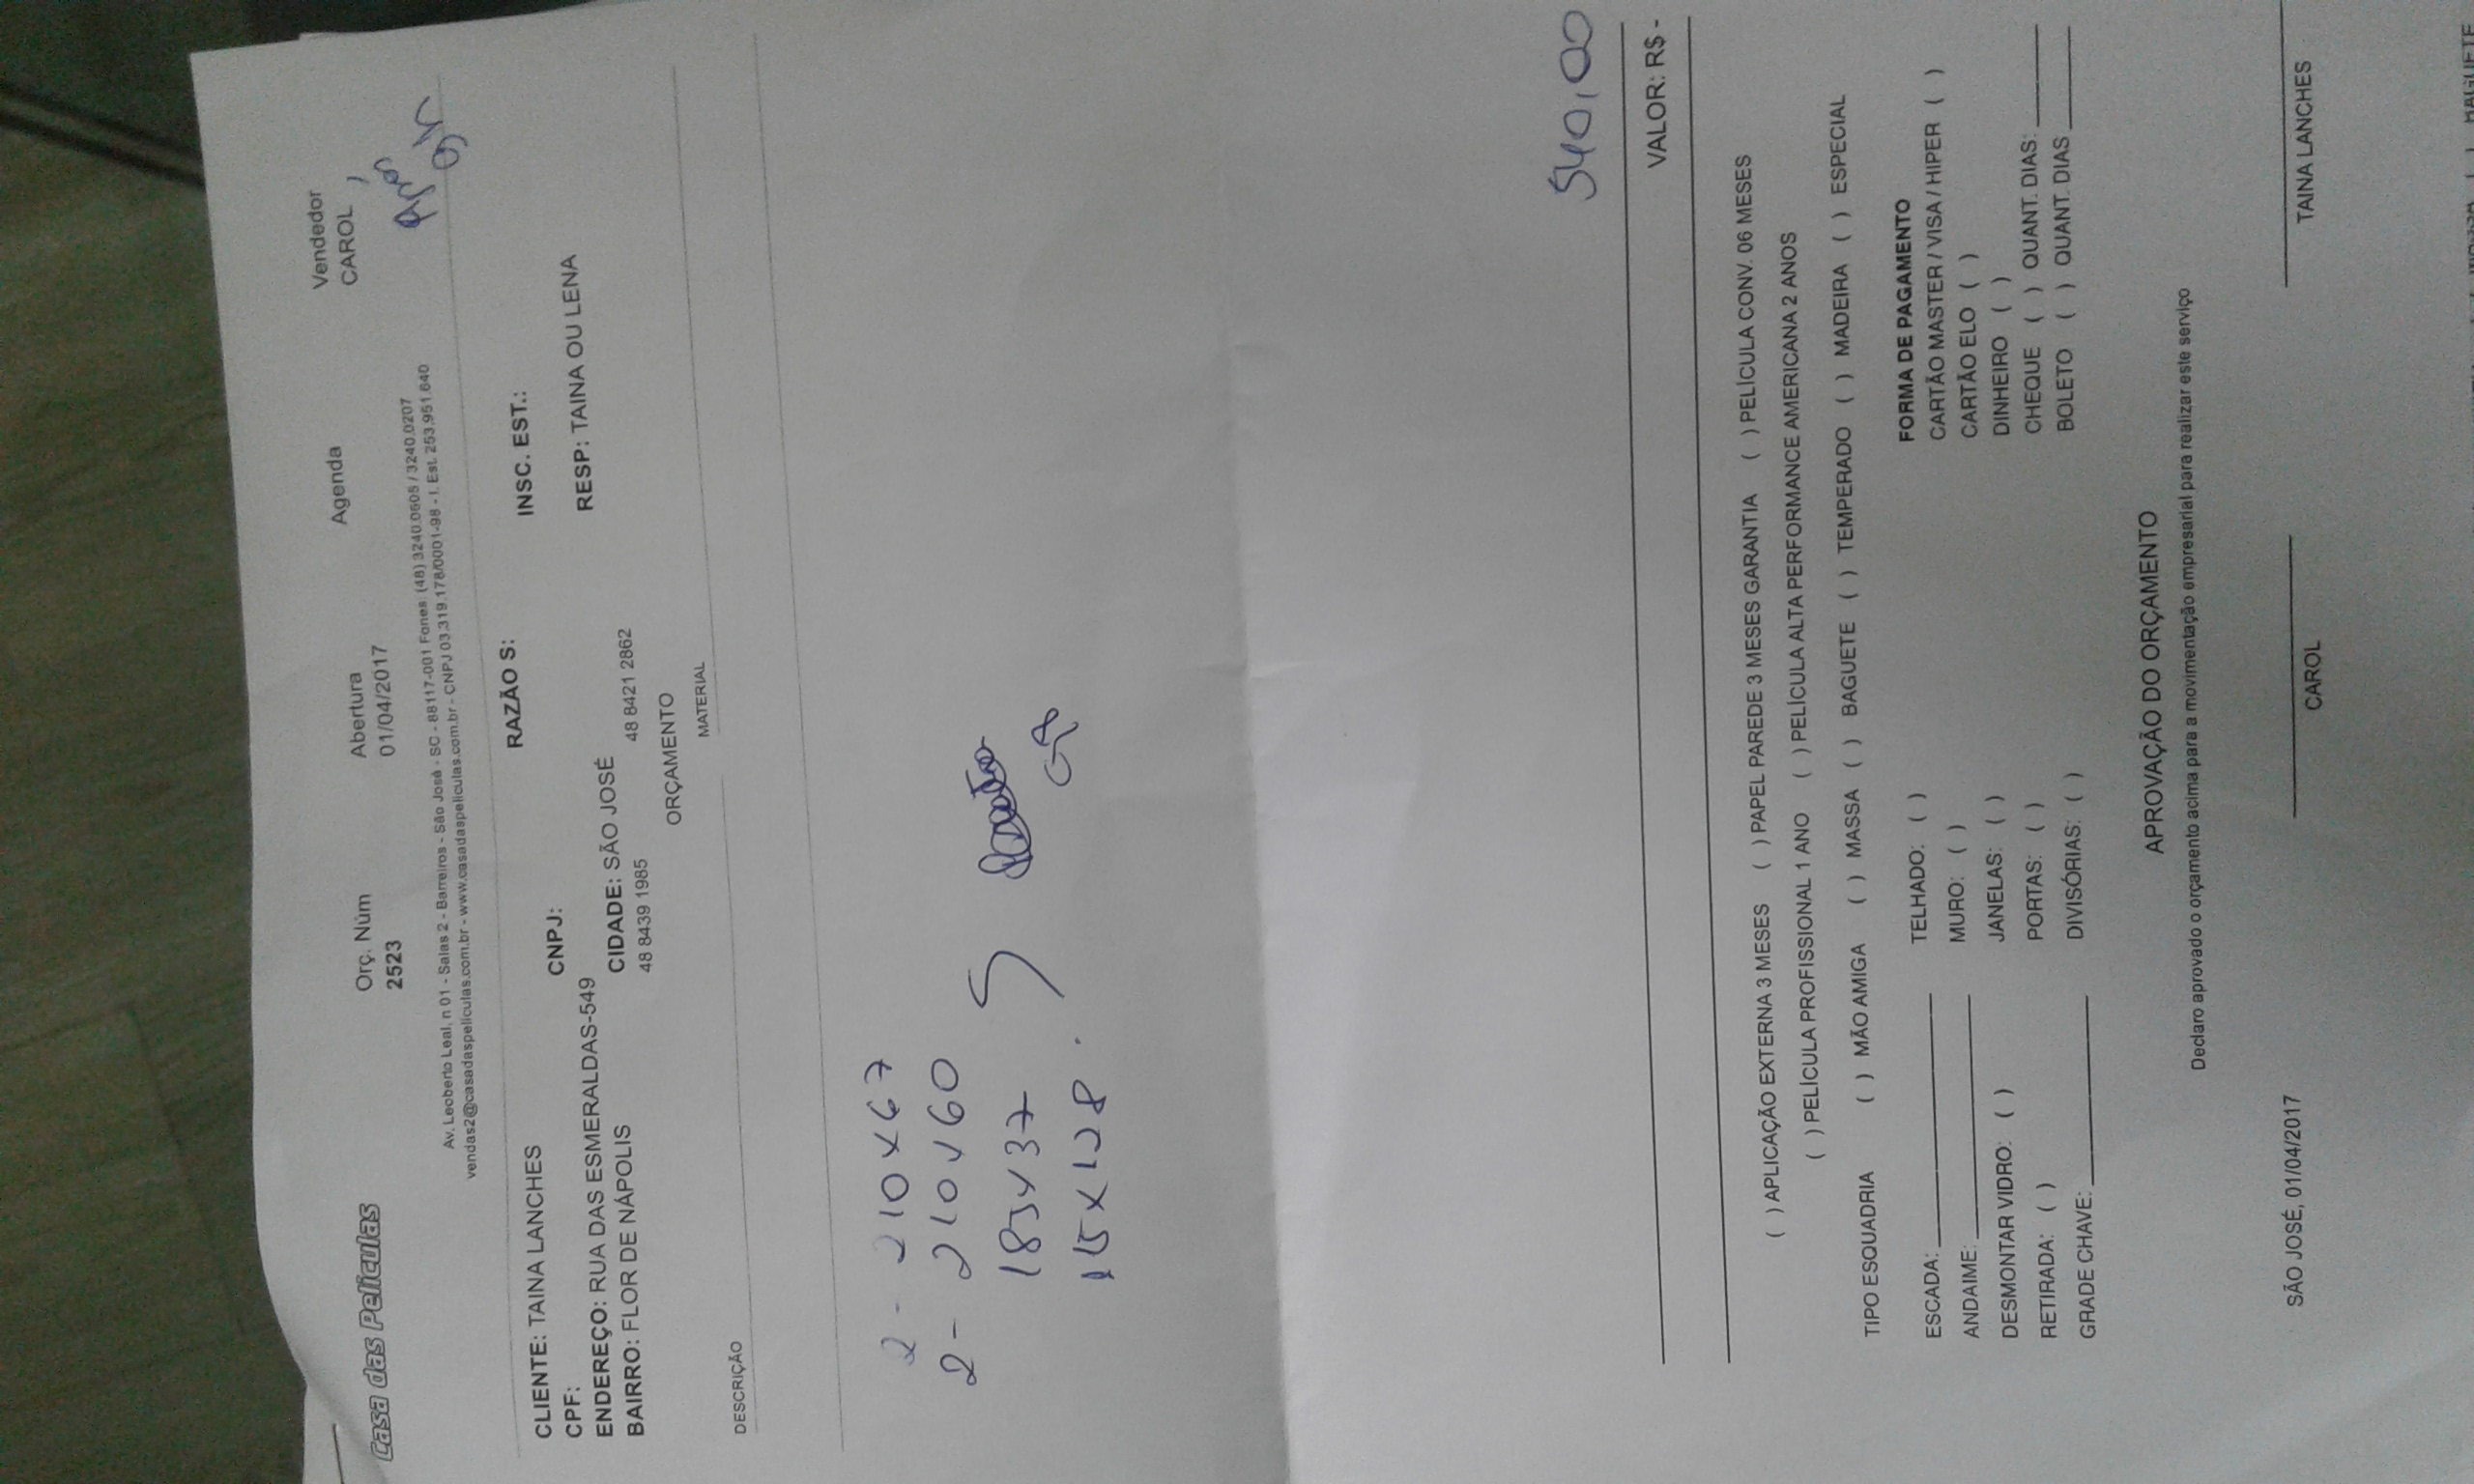 Casa das Películas
Orç. Núm Abertura Agenda Vendedor
2523 01/04/2017 CAROL
Av. Leoberto Leal, n 01 - Salas 2 - Barreiros - São José - SC - 88117-001 Fones: (48) 3240.0605 / 3240.0207
vendas2@casadaspeliculas.com.br - www.casadaspeliculas.com.br - CNPJ 03.319.178/0001-98 - I. Est. 253.951.640
CLIENTE: TAINA LANCHES RAZÃO S:
CPF: CNPJ: INSC. EST.:
ENDEREÇO: RUA DAS ESMERALDAS-549
BAIRRO: FLOR DE NÁPOLIS CIDADE: SÃO JOSÉ RESP: TAINA OU LENA
48 8439 1985 48 8421 2862
ORÇAMENTO
DESCRIÇÃO MATERIAL
2 - 210x67
2 - 210x60
183x37
15x128
540,00
VALOR: R$ -
( ) APLICAÇÃO EXTERNA 3 MESES ( ) PAPEL PAREDE 3 MESES GARANTIA ( ) PELÍCULA CONV. 06 MESES
( ) PELÍCULA PROFISSIONAL 1 ANO ( ) PELÍCULA ALTA PERFORMANCE AMERICANA 2 ANOS
TIPO ESQUADRIA ( ) MÃO AMIGA ( ) MASSA ( ) BAGUETE ( ) TEMPERADO ( ) MADEIRA ( ) ESPECIAL
FORMA DE PAGAMENTO
ESCADA: TELHADO: ( ) CARTÃO MASTER / VISA / HIPER ( )
ANDAIME: MURO: ( ) CARTÃO ELO ( )
DESMONTAR VIDRO: ( ) JANELAS: ( ) DINHEIRO ( )
RETIRADA: ( ) PORTAS: ( ) CHEQUE ( ) QUANT. DIAS:
GRADE CHAVE: DIVISÓRIAS: ( ) BOLETO ( ) QUANT. DIAS
APROVAÇÃO DO ORÇAMENTO
Declaro aprovado o orçamento acima para a movimentação empresarial para realizar este serviço
SÃO JOSÉ, 01/04/2017 CAROL TAINA LANCHES